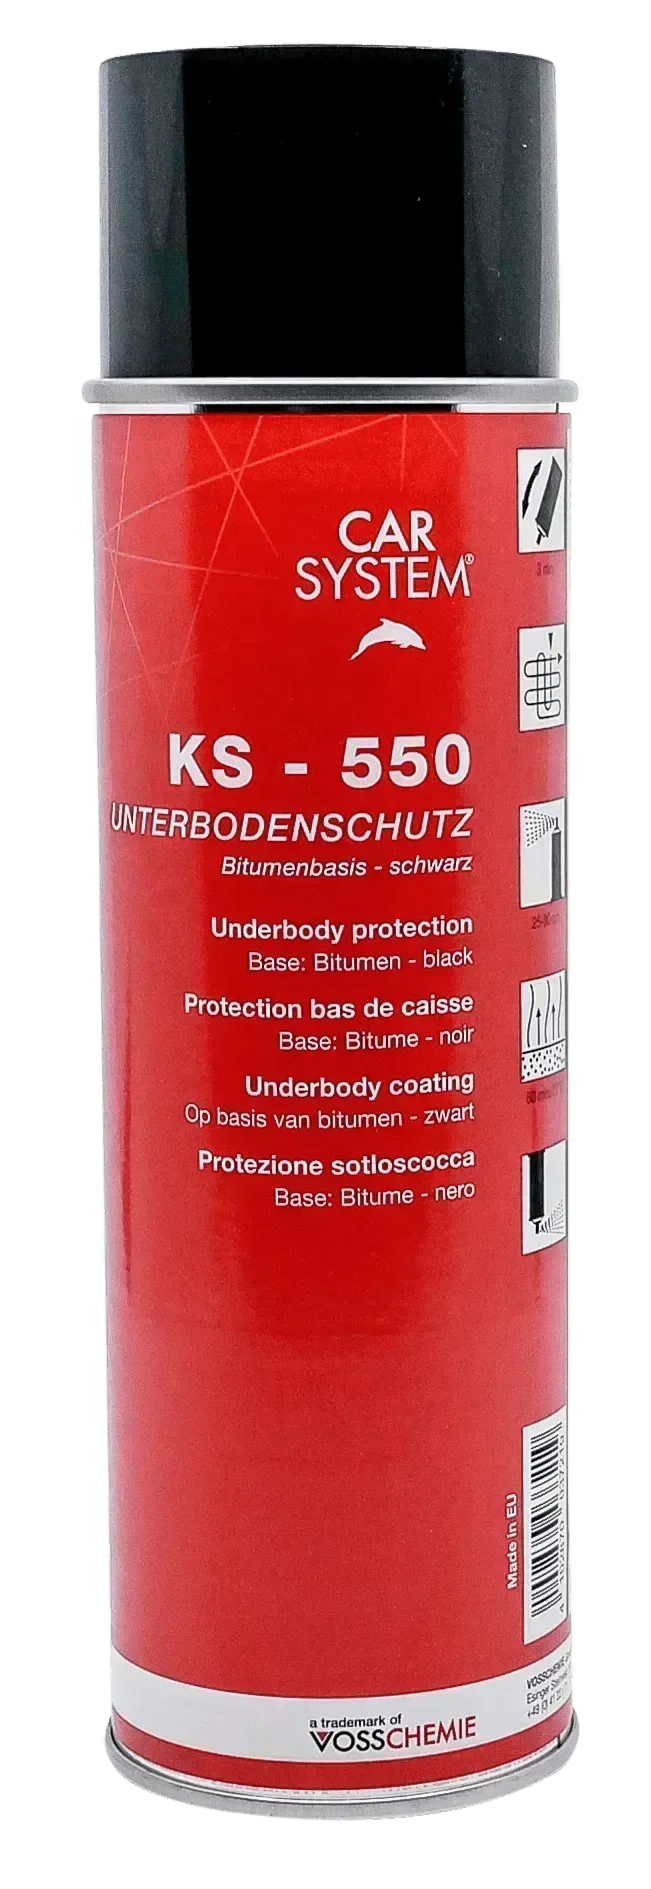 CAR
SYSTEM®
KS - 550
UNTERBODENSCHUTZ
Bitumenbasis - schwarz
Underbody protection
Base: Bitumen - black
Protection bas de caisse
Base: Bitume - noir
Underbody coating
Op basis van bitumen - zwart
Protezione sotloscocca
Base: Bitume - nero
Made in EU
a trademark of
VOSSCHEMIE
VOSSCHEMIE